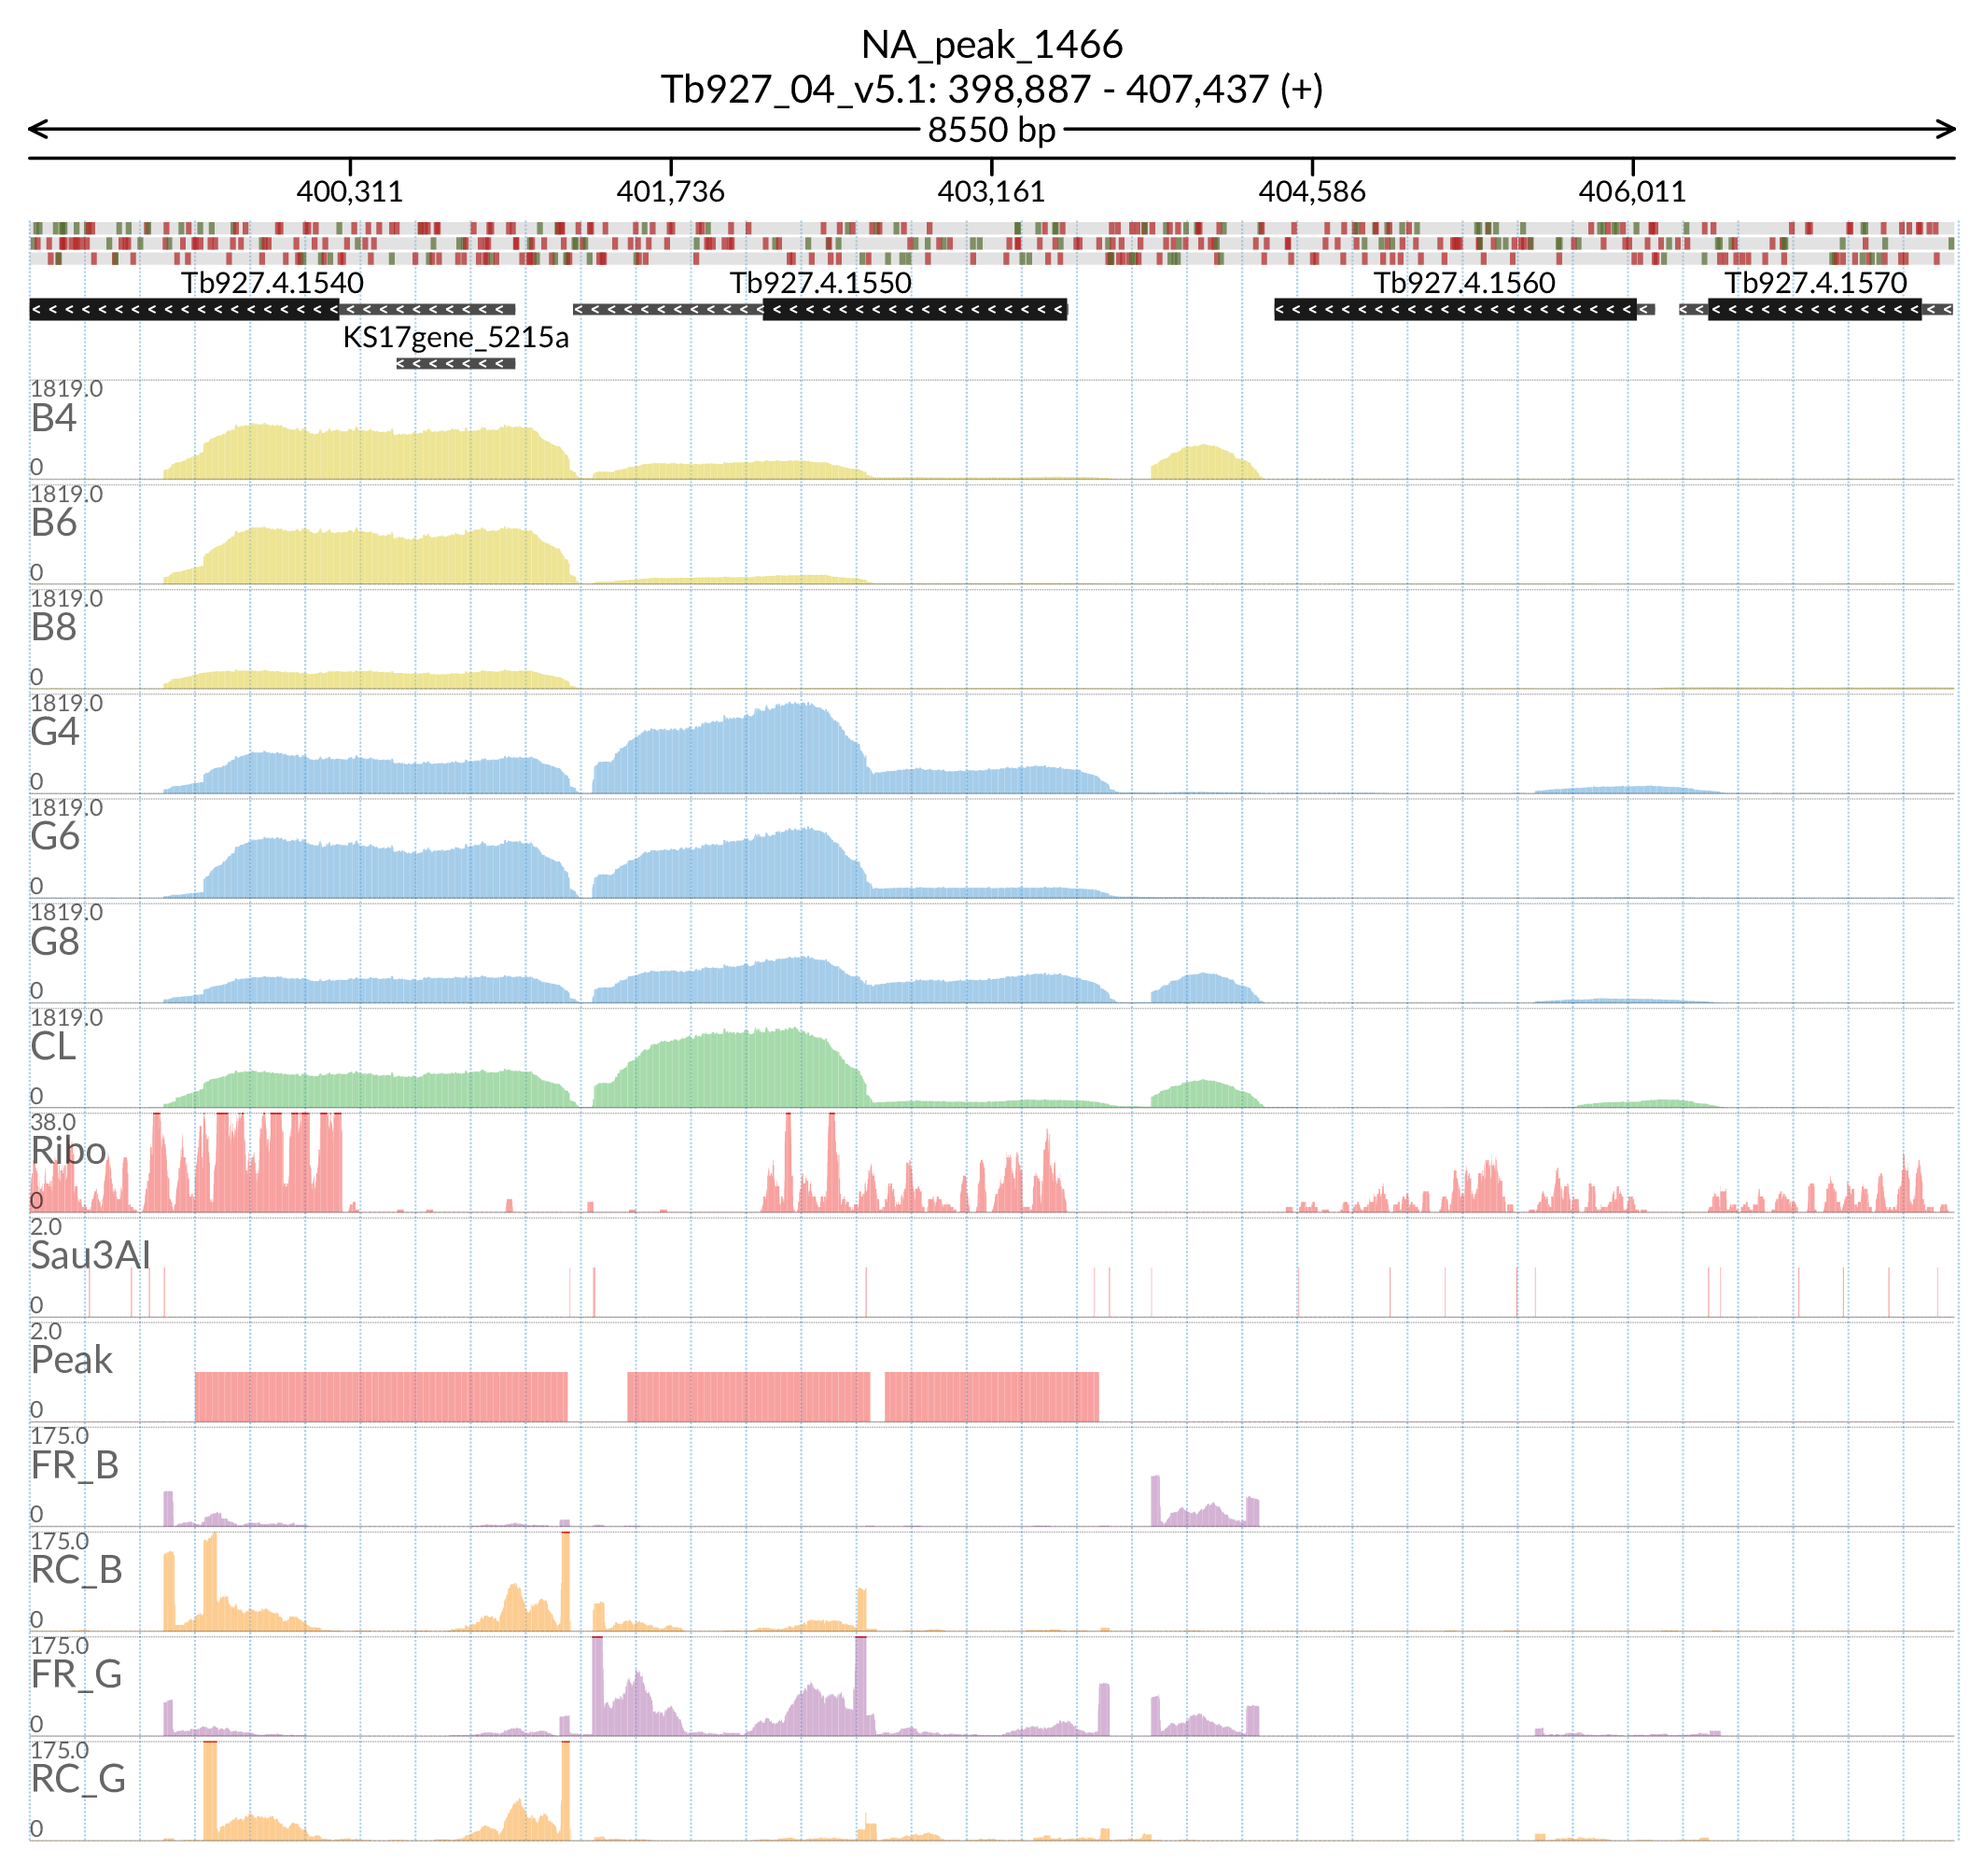 NA_peak_1466
Tb927_04_v5.1: 398,887 - 407,437 (+)
8550 bp
400,311 401,736 403,161 404,586 406,011
Tb927.4.1540 Tb927.4.1550 Tb927.4.1560 Tb927.4.1570
KS17gene_5215a
1819.0
B4
0
1819.0
B6
0
1819.0
B8
0
1819.0
G4
0
1819.0
G6
0
1819.0
G8
0
1819.0
CL
0
38.0
Ribo
0
2.0
Sau3AI
0
2.0
Peak
0
175.0
FR_B
0
175.0
RC_B
0
175.0
FR_G
0
175.0
RC_G
0